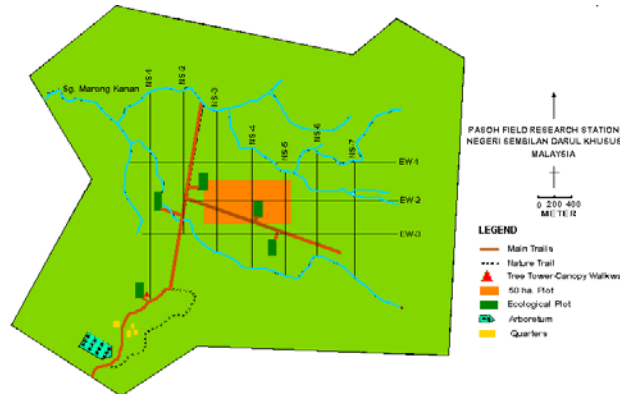 Sg. Marong Kanan
NS-1
NS-2
NS-3
NS-4
NS-5
NS-6
NS-7
EW-1
EW-2
EW-3
PASOH FIELD RESEARCH STATION
NEGERI SEMBILAN DARUL KHUSUS
MALAYSIA
0 200 400
METER
LEGEND
Main Trails
Nature Trail
Tree Tower-Canopy Walkwa
50 ha. Plot
Ecological Plot
Arboretum
Quarters